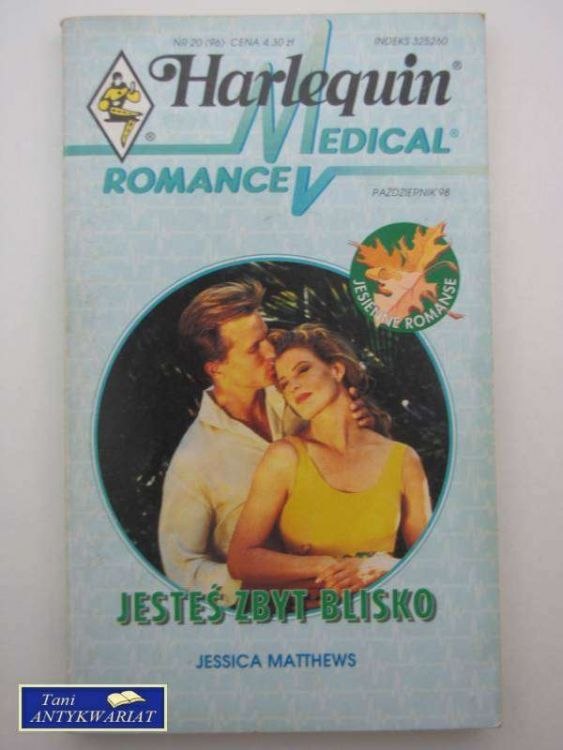 NR 20 (96) CENA 4.30 zł INDEKS 325260
Harlequin®
MEDICAL®
ROMANCE
PAŹDZIERNIK'98
JESIENNE ROMANSE
JESTEŚ ZBYT BLISKO
JESSICA MATTHEWS
Tani
ANTYKWARIAT